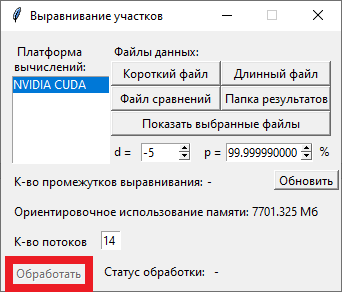 Выравнивание участков
Платформа вычислений:
NVIDIA CUDA
Файлы данных:
Короткий файл
Длинный файл
Файл сравнений
Папка результатов
Показать выбранные файлы
d = -5
p = 99.999990000 %
К-во промежутков выравнивания: -
Обновить
Ориентировочное использование памяти: 7701.325 Мб
К-во потоков 14
Обработать
Статус обработки: -